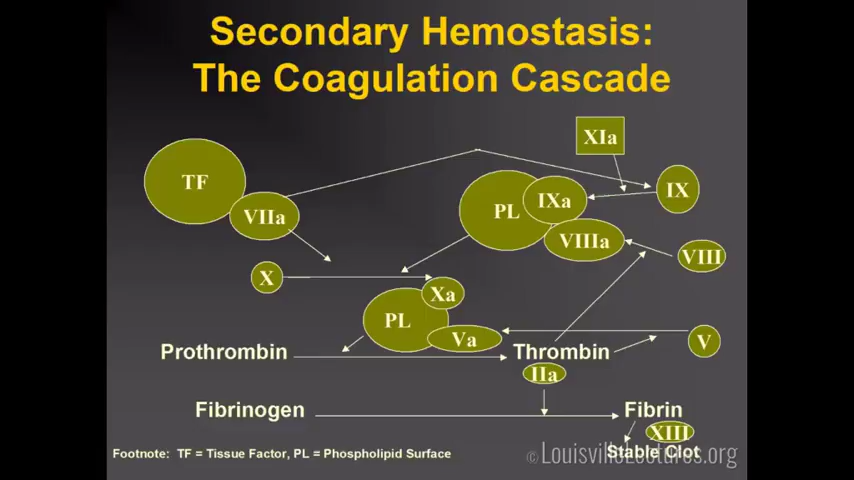 Secondary Hemostasis:
The Coagulation Cascade
XIa
TF
IX
PL
IXa
VIIa
VIIIa
VIII
X
Xa
PL
Va
V
Prothrombin
Thrombin
IIa
Fibrinogen
Fibrin
XIII
Stable Clot
Footnote: TF = Tissue Factor, PL = Phospholipid Surface
© LouisvilleLectures.org